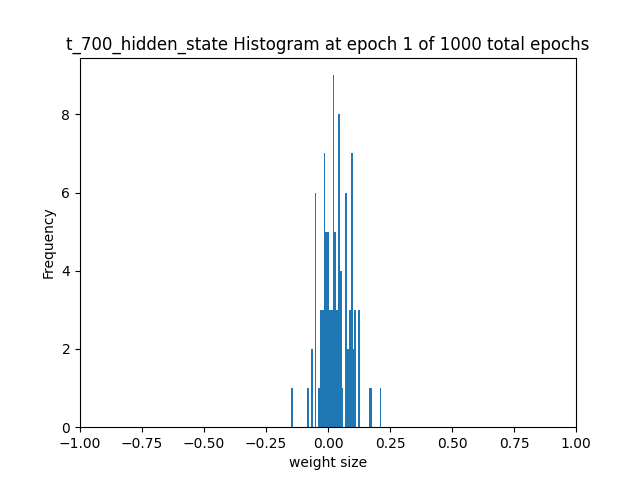 t_700_hidden_state Histogram at epoch 1 of 1000 total epochs
Frequency
8
6
4
2
0
−1.00 −0.75 −0.50 −0.25 0.00 0.25 0.50 0.75 1.00
weight size